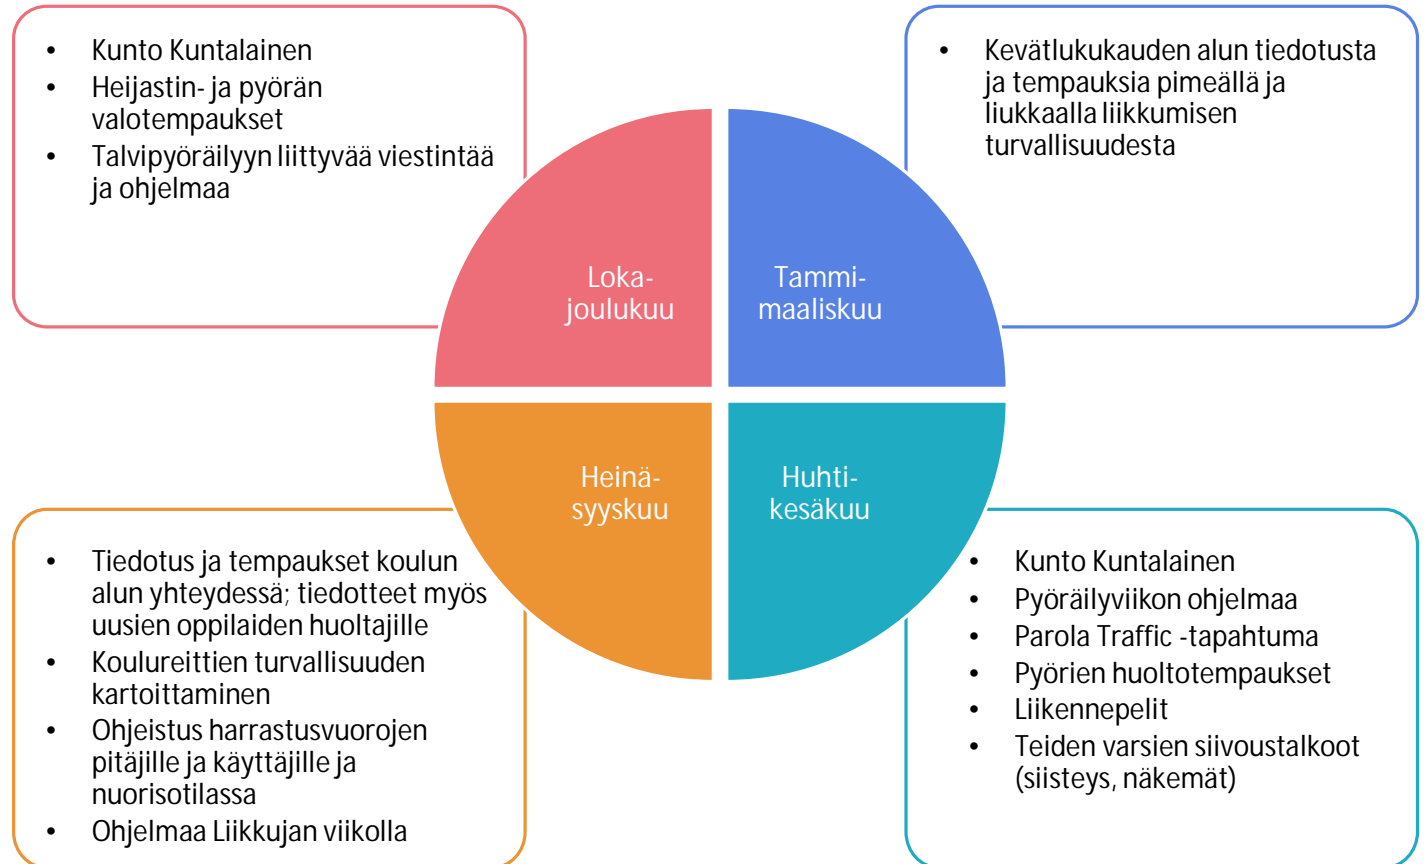 • Kunto Kuntalainen
• Heijastin- ja pyörän
valotempaukset
• Talvipyöräilyyn liittyvää viestintää
ja ohjelmaa
• Kevätlukukauden alun tiedotusta
ja tempauksia pimeällä ja
liukkaalla liikkumisen
turvallisuudesta
Loka-
joulukuu
Tammi-
maaliskuu
Heinä-
syyskuu
Huhti-
kesäkuu
• Tiedotus ja tempaukset koulun
alun yhteydessä; tiedotteet myös
uusien oppilaiden huoltajille
• Koulureittien turvallisuuden
kartoittaminen
• Ohjeistus harrastusvuorojen
pitäjille ja käyttäjille ja
nuorisotilassa
• Ohjelmaa Liikkujan viikolla
• Kunto Kuntalainen
• Pyöräilyviikon ohjelmaa
• Parola Traffic -tapahtuma
• Pyörien huoltotempaukset
• Liikennepelit
• Teiden varsien siivoustalkoot
(siisteys, näkemät)